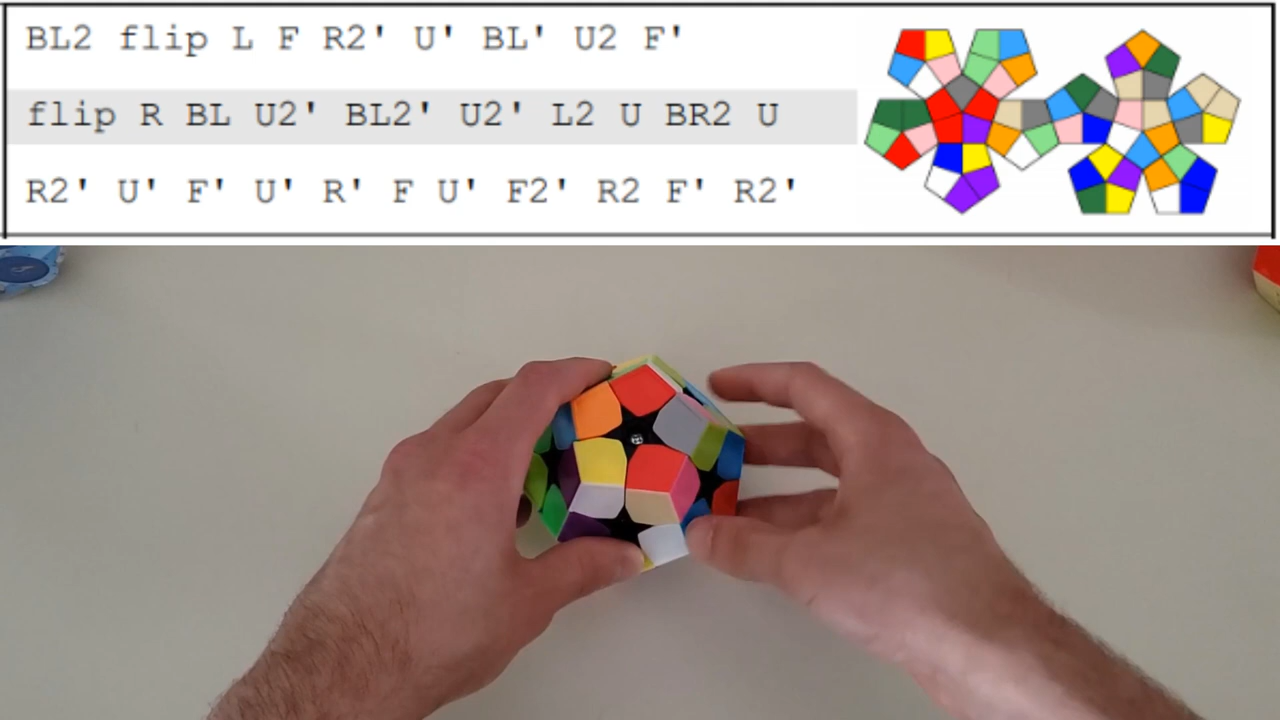 BL2 flip L F R2' U' BL' U2 F'
flip R BL U2' BL2' U2' L2 U BR2 U
R2' U' F' U' R' F U' F2' R2 F' R2'